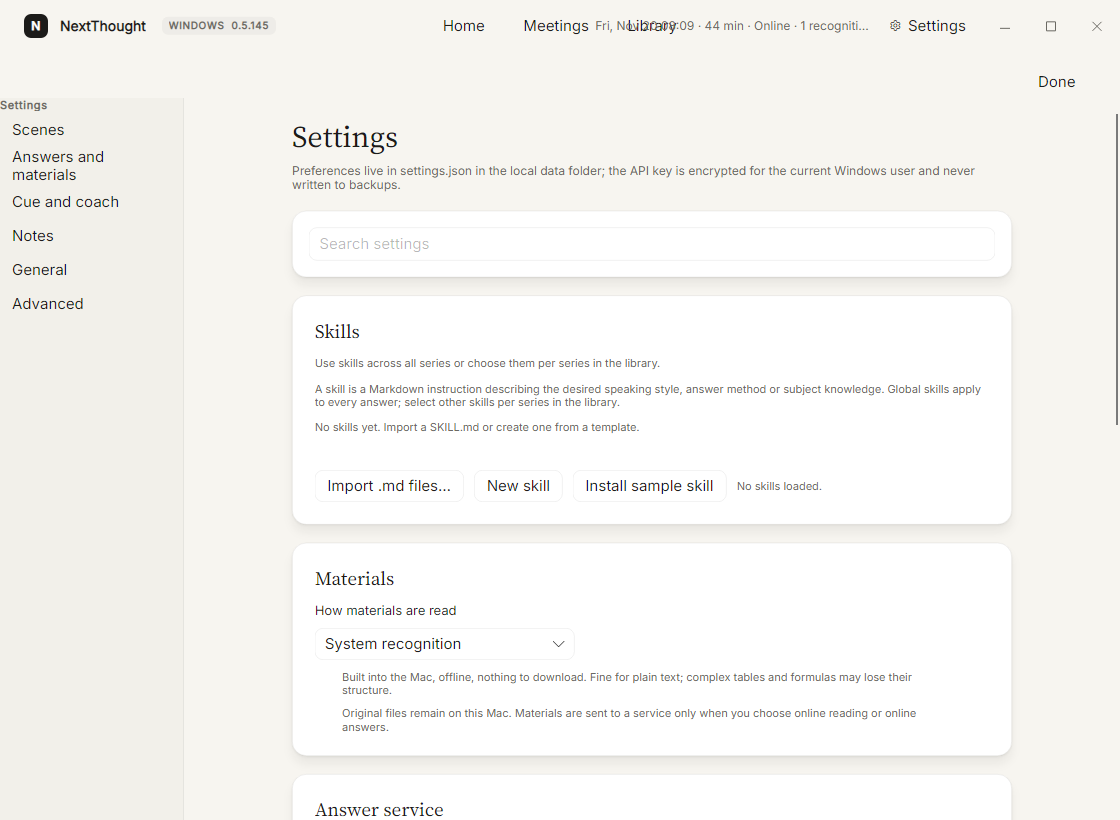 N NextThought WINDOWS 0.5.145 Home Meetings Library Fri, Nov 20 08:09 · 44 min · Online · 1 recogniti... Settings
Done
Settings
Scenes
Answers and
materials
Cue and coach
Notes
General
Advanced
Settings
Preferences live in settings.json in the local data folder; the API key is encrypted for the current Windows user and never
written to backups.
Search settings
Skills
Use skills across all series or choose them per series in the library.
A skill is a Markdown instruction describing the desired speaking style, answer method or subject knowledge. Global skills apply
to every answer; select other skills per series in the library.
No skills yet. Import a SKILL.md or create one from a template.
Import .md files... New skill Install sample skill No skills loaded.
Materials
How materials are read
System recognition
Built into the Mac, offline, nothing to download. Fine for plain text; complex tables and formulas may lose their
structure.
Original files remain on this Mac. Materials are sent to a service only when you choose online reading or online
answers.
Answer service